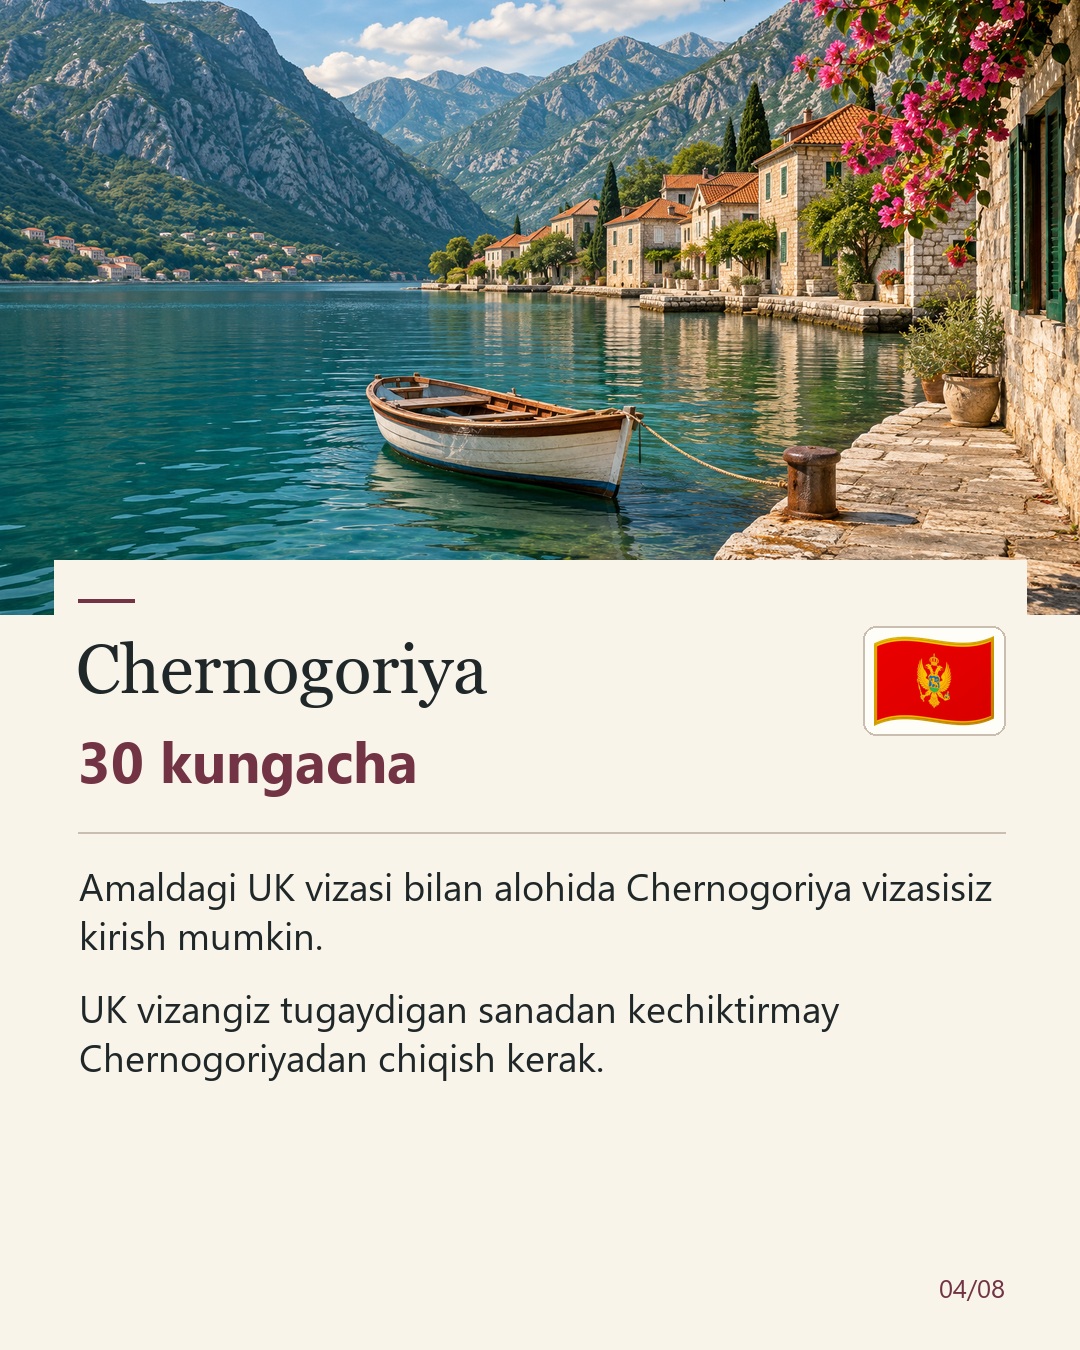 Chernogoriya
30 kungacha
Amaldagi UK vizasi bilan alohida Chernogoriya vizasisiz
kirish mumkin.
UK vizangiz tugaydigan sanadan kechiktirmay
Chernogoriyadan chiqish kerak.
04/08